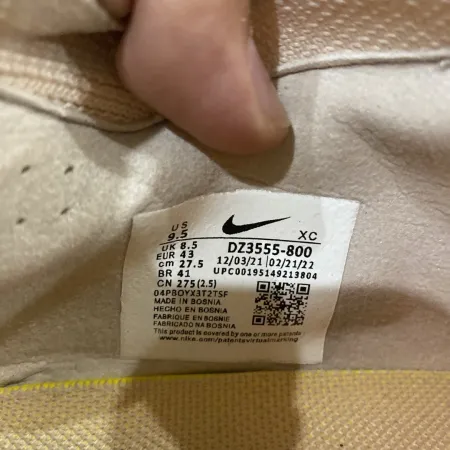 US
9.5
XC
UK 8.5
DZ3555-800
EUR 43
12/03/21 02/21/22
cm 27.5
UPC00195149213804
BR 41
CN 275(2.5)
04PBOYX3T2TSF
MADE IN BOSNIA
HECHO EN BOSNIA
FABRIQUE EN BOSNIE
FABRICADO NA BOSNIA
This product is covered by one or more patents
www.nike.com/patentsvirtualmarking